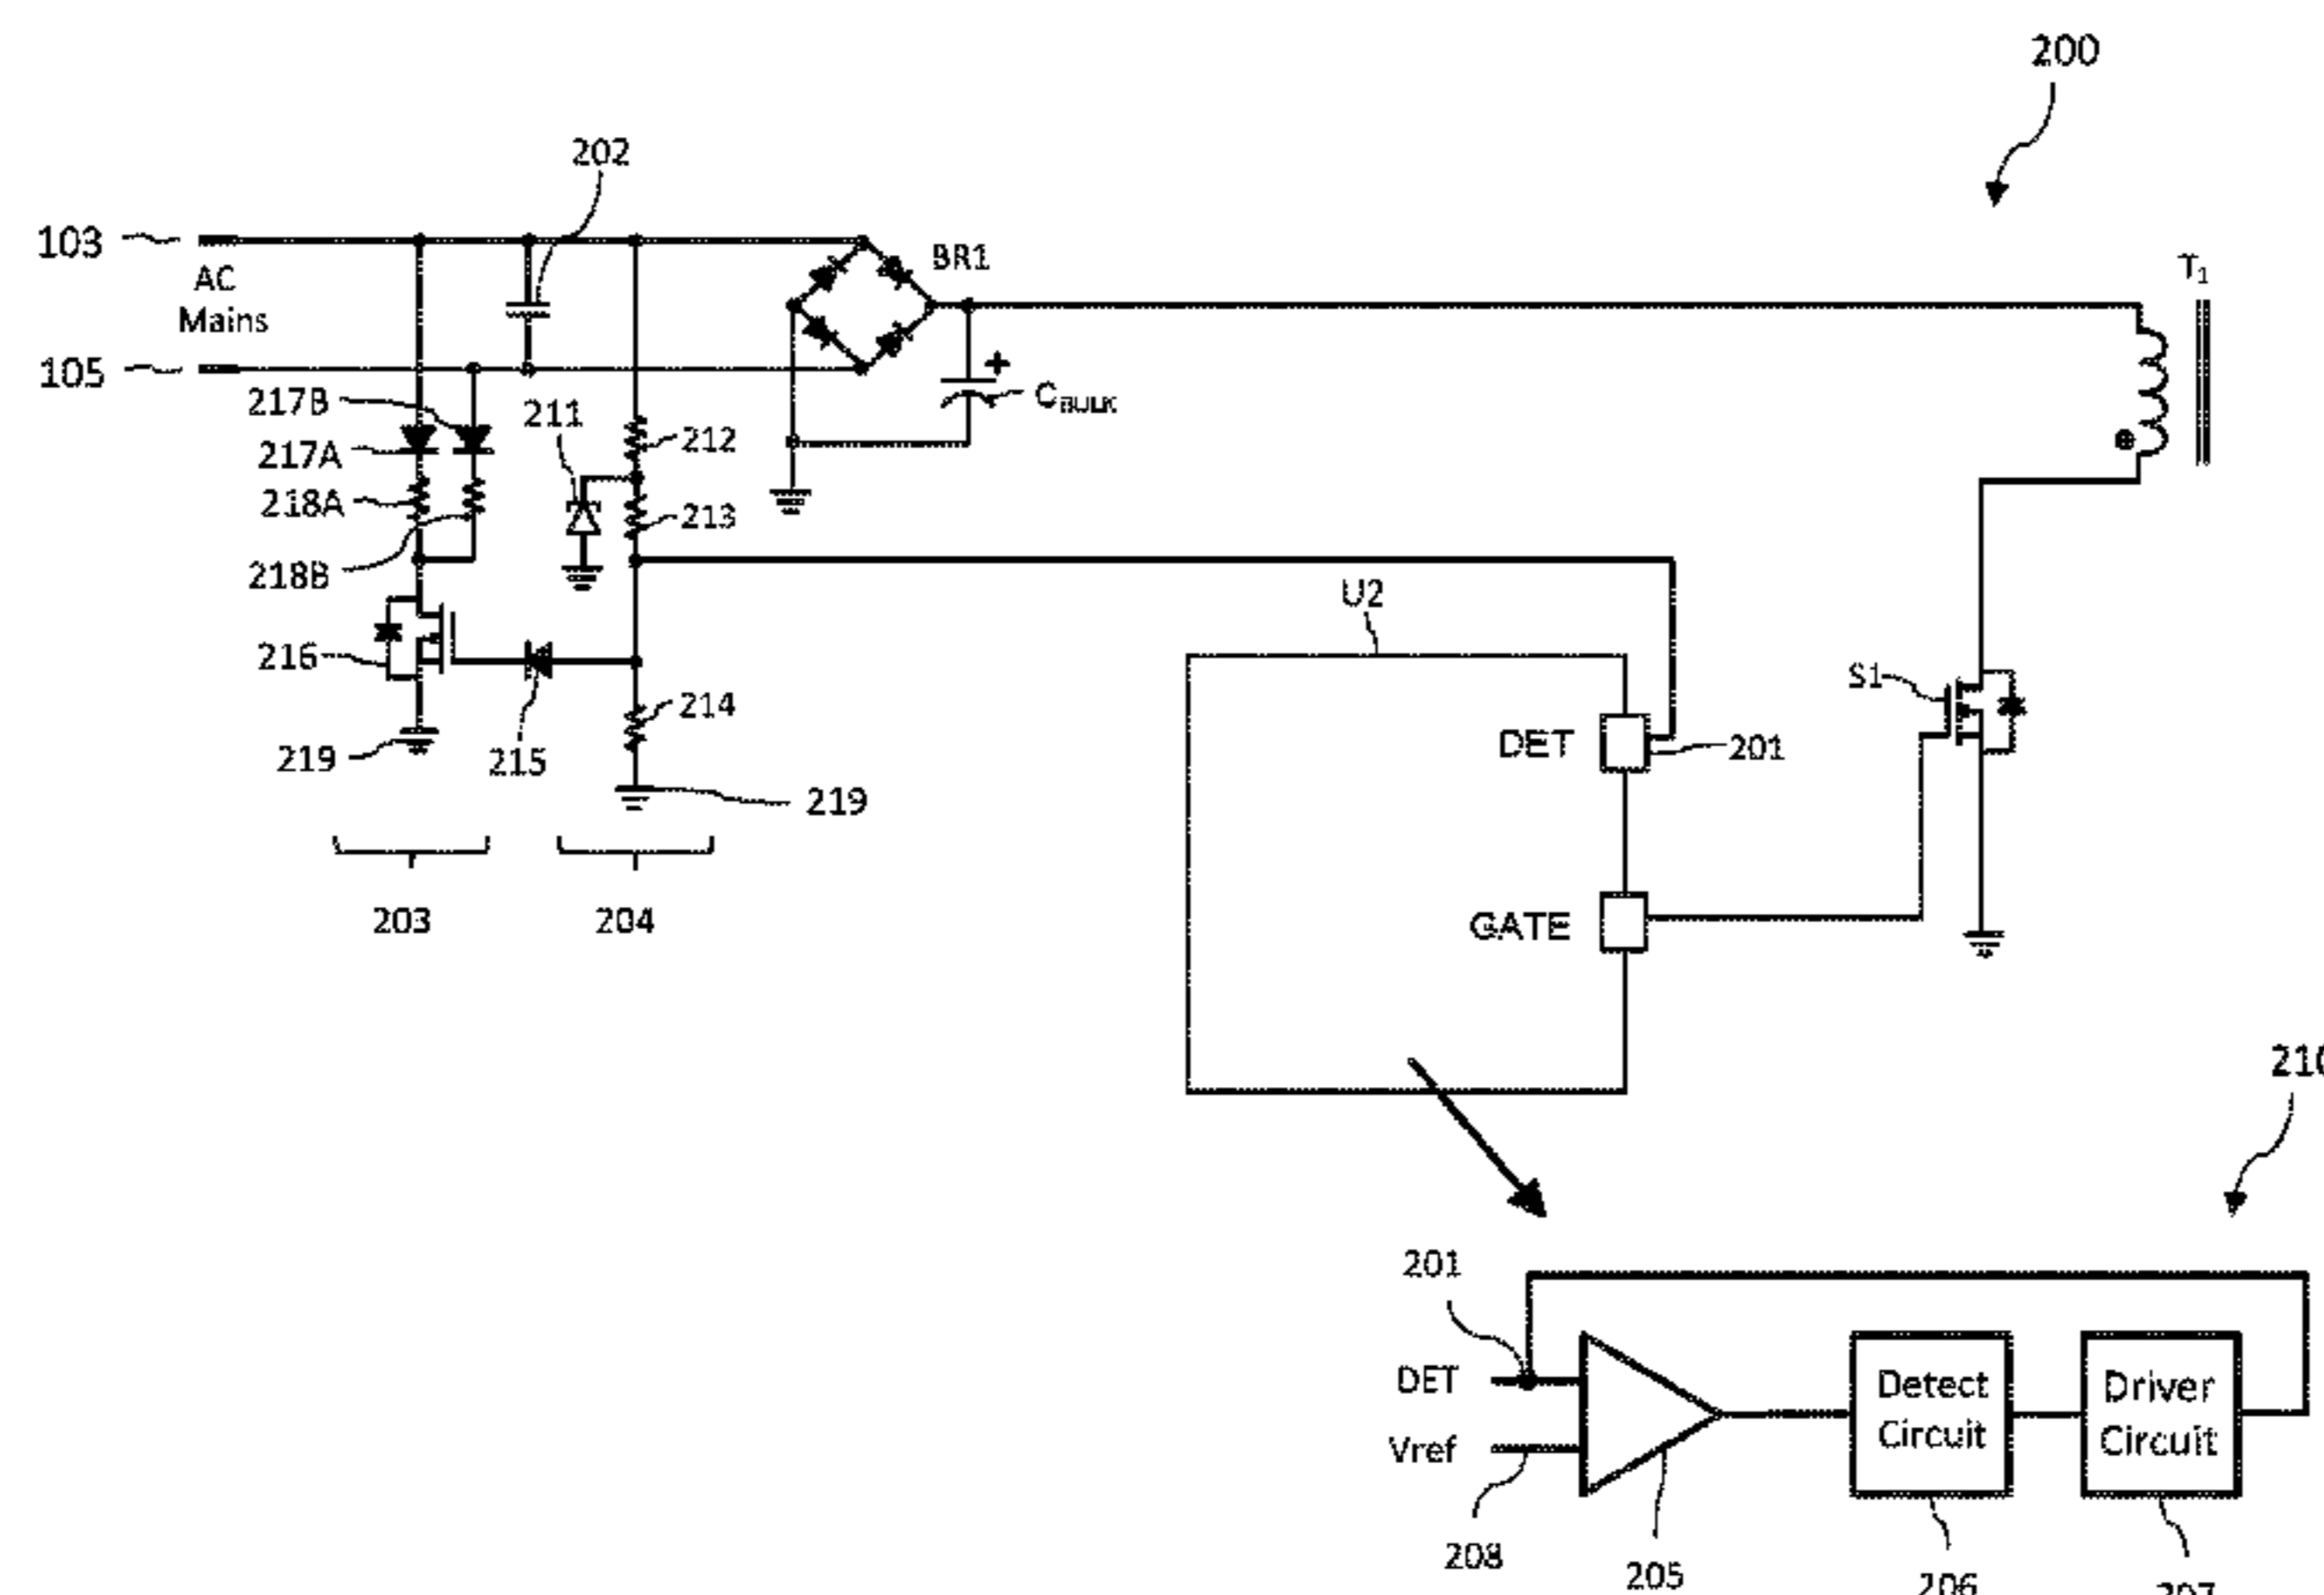 200
202
103
AC
Mains
BR1
T1
105
217B
211
CBULK
217A
212
218A
213
218B
U2
216
S1
214
DET
201
219
215
219
203
204
GATE
201
DET
Detect
Circuit
Driver
Circuit
Vref
208
205
206